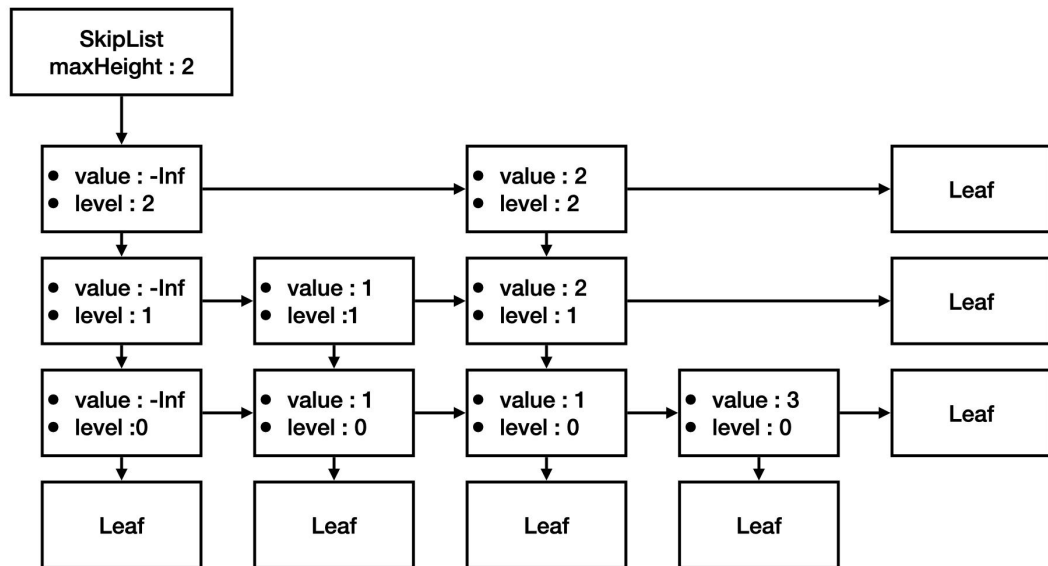 SkipList
maxHeight : 2
• value : -Inf
• level : 2
• value : 2
• level : 2
Leaf
• value : -Inf
• level : 1
• value : 1
• level :1
• value : 2
• level : 1
Leaf
• value : -Inf
• level :0
• value : 1
• level : 0
• value : 1
• level : 0
• value : 3
• level : 0
Leaf
Leaf
Leaf
Leaf
Leaf